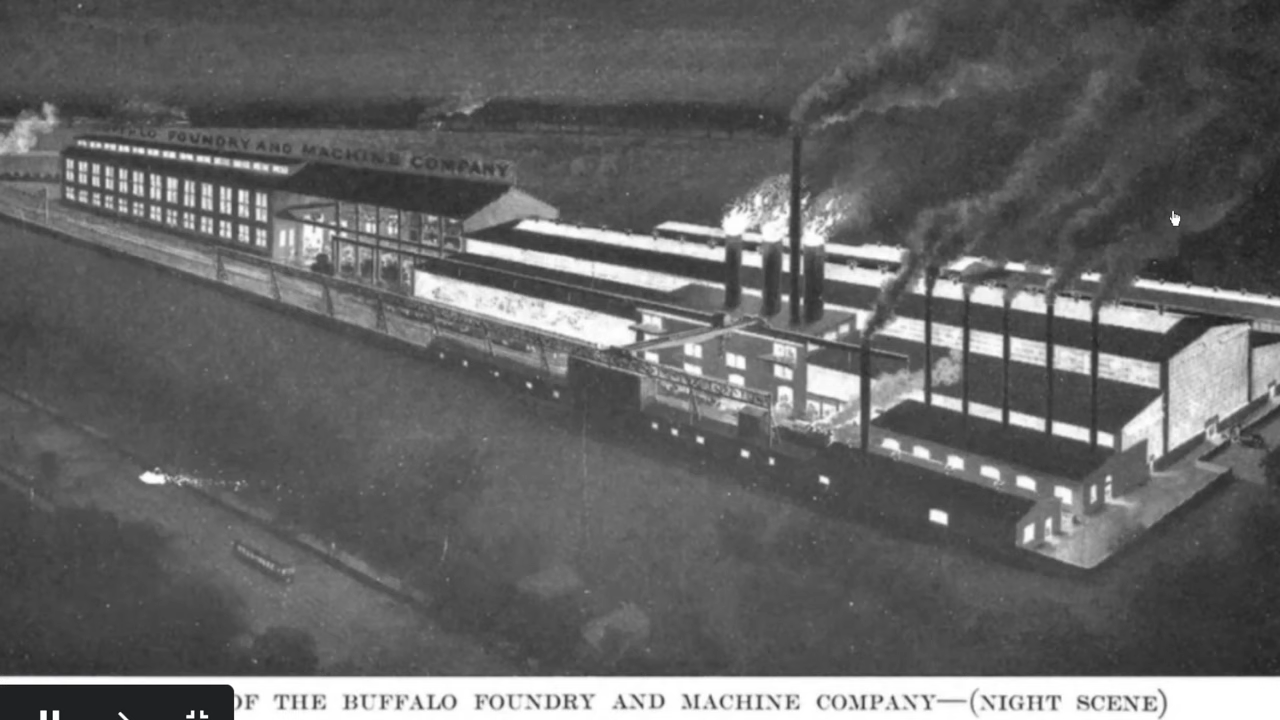 FOUNDRY AND MACHINE COMPANY
OF THE BUFFALO FOUNDRY AND MACHINE COMPANY—(NIGHT SCENE)